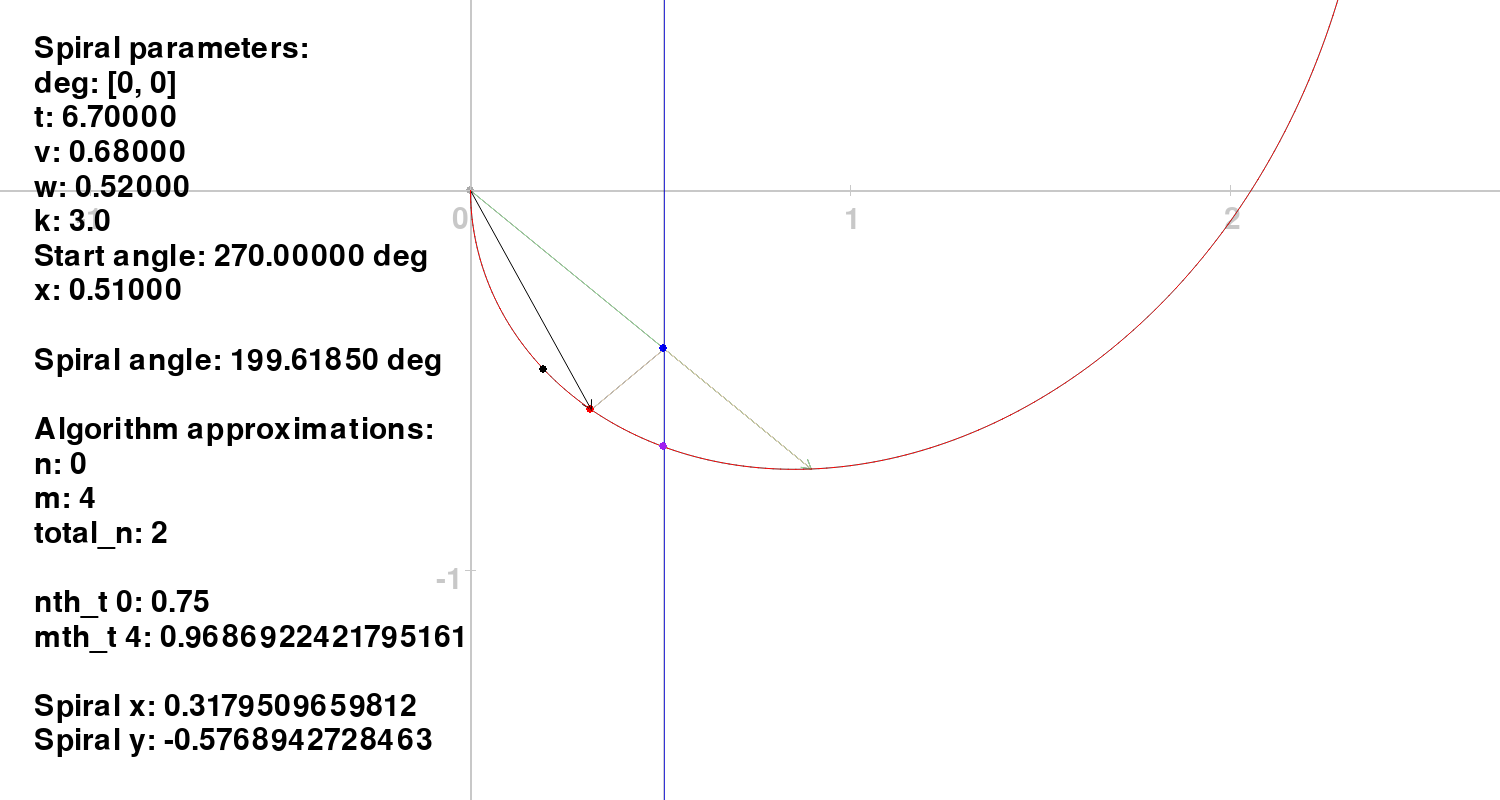 Spiral parameters:
deg: [0, 0]
t: 6.70000
v: 0.68000
w: 0.52000
k: 3.0
Start angle: 270.00000 deg
x: 0.51000
Spiral angle: 199.61850 deg
Algorithm approximations:
n: 0
m: 4
total_n: 2
nth_t 0: 0.75
mth_t 4: 0.9686922421795161
Spiral x: 0.3179509659812
Spiral y: -0.5768942728463
-1
0
1
2
-1